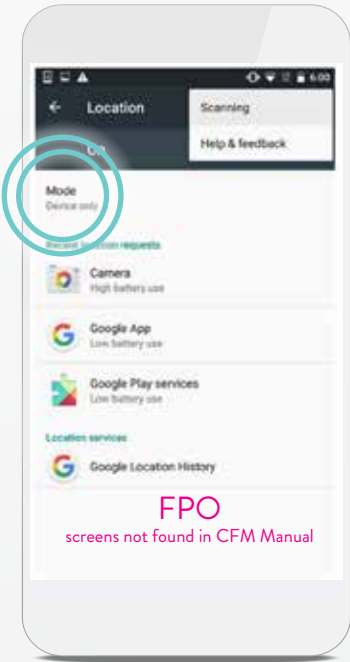 6:00
Location
Scanning
On
Help & feedback
Mode
Device only
Recent location requests
Camera
High battery use
Google App
Low battery use
Google Play services
Low battery use
Location services
Google Location History
FPO
screens not found in CFM Manual